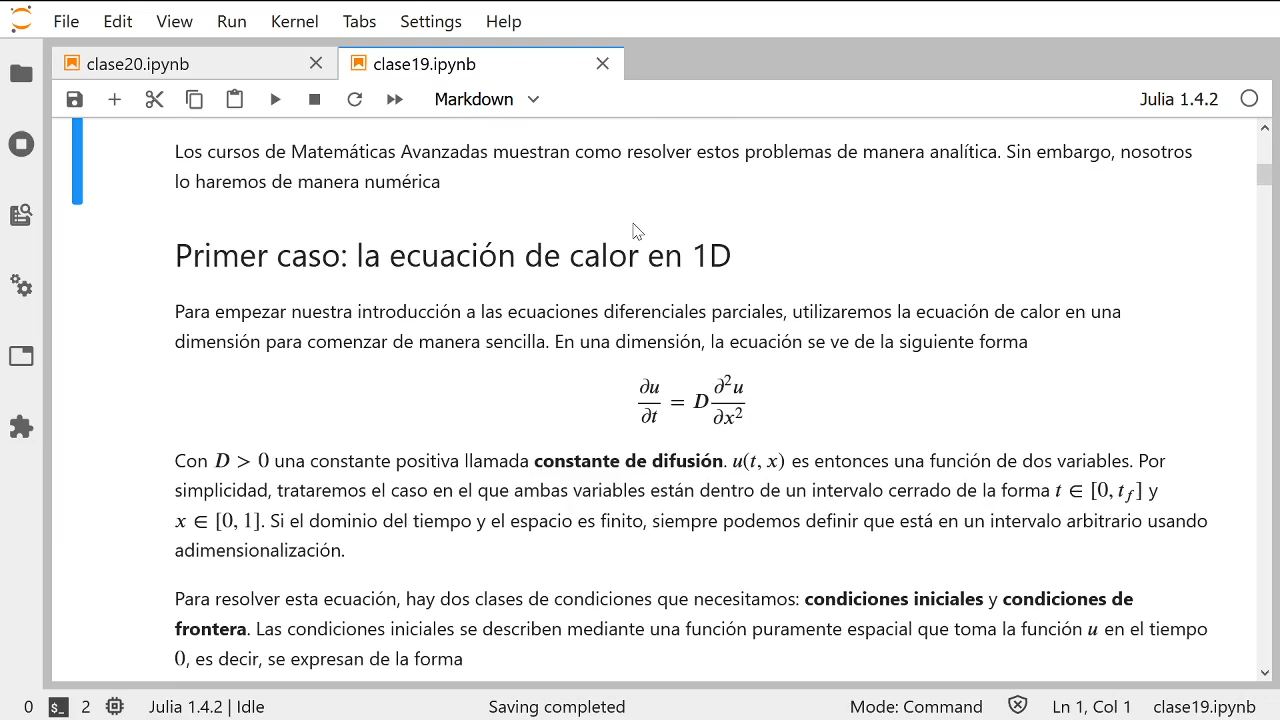 File Edit View Run Kernel Tabs Settings Help
clase20.ipynb clase19.ipynb
Markdown Julia 1.4.2
Los cursos de Matemáticas Avanzadas muestran como resolver estos problemas de manera analítica. Sin embargo, nosotros
lo haremos de manera numérica
Primer caso: la ecuación de calor en 1D
Para empezar nuestra introducción a las ecuaciones diferenciales parciales, utilizaremos la ecuación de calor en una
dimensión para comenzar de manera sencilla. En una dimensión, la ecuación se ve de la siguiente forma
∂u/∂t = D ∂²u/∂x²
Con D > 0 una constante positiva llamada constante de difusión. u(t, x) es entonces una función de dos variables. Por
simplicidad, trataremos el caso en el que ambas variables están dentro de un intervalo cerrado de la forma t ∈ [0, t_f] y
x ∈ [0, 1]. Si el dominio del tiempo y el espacio es finito, siempre podemos definir que está en un intervalo arbitrario usando
adimensionalización.
Para resolver esta ecuación, hay dos clases de condiciones que necesitamos: condiciones iniciales y condiciones de
frontera. Las condiciones iniciales se describen mediante una función puramente espacial que toma la función u en el tiempo
0, es decir, se expresan de la forma
0 $_ 2 Julia 1.4.2 | Idle Saving completed Mode: Command Ln 1, Col 1 clase19.ipynb